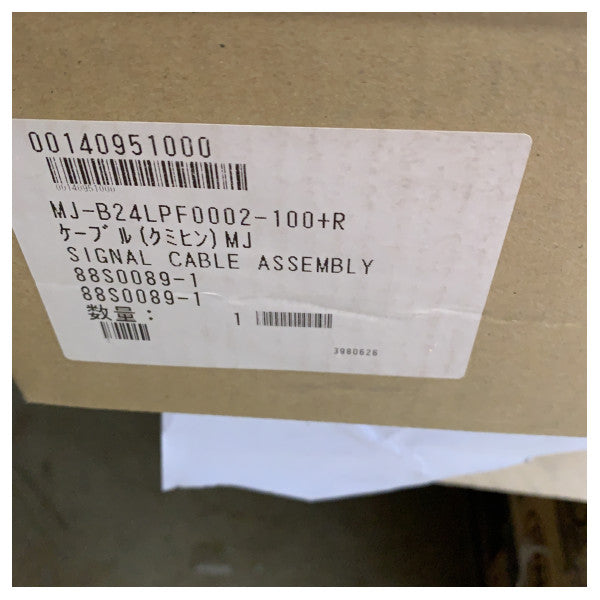 00140951000
00140951000
MJ-B24LPF0002-100+R
ｹｰﾌﾞﾙ(ｸﾐﾋﾝ)MJ
SIGNAL CABLE ASSEMBLY
88S0089-1
88S0089-1
数量: 1
3980626